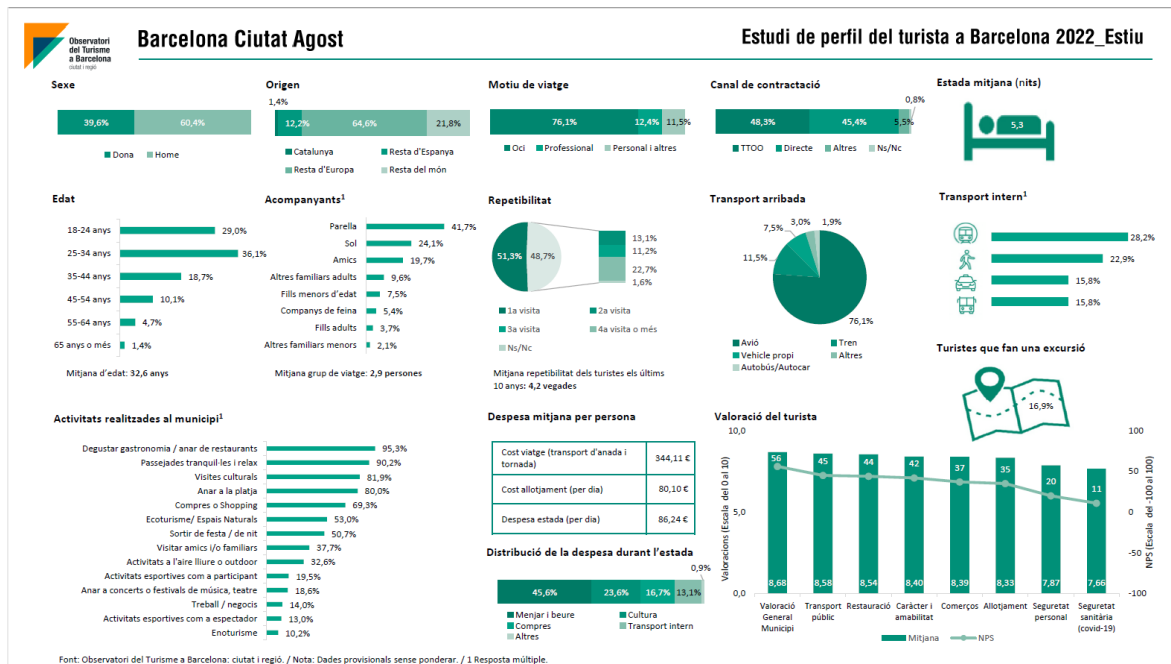 Observatori
del Turisme
a Barcelona
ciutat i regió
Barcelona Ciutat Agost
Estudi de perfil del turista a Barcelona 2022_Estiu
Sexe
39,6%
60,4%
Dona
Home
Origen
1,4%
12,2%
64,6%
21,8%
Catalunya
Resta d'Espanya
Resta d'Europa
Resta del món
Motiu de viatge
76,1%
12,4%
11,5%
Oci
Professional
Personal i altres
Canal de contractació
0,8%
48,3%
45,4%
5,5%
TTOO
Directe
Altres
Ns/Nc
Estada mitjana (nits)
5,3
Edat
18-24 anys
29,0%
25-34 anys
36,1%
35-44 anys
18,7%
45-54 anys
10,1%
55-64 anys
4,7%
65 anys o més
1,4%
Mitjana d'edat: 32,6 anys
Acompanyants1
Parella
41,7%
Sol
24,1%
Amics
19,7%
Altres familiars adults
9,6%
Fills menors d'edat
7,5%
Companys de feina
5,4%
Fills adults
3,7%
Altres familiars menors
2,1%
Mitjana grup de viatge: 2,9 persones
Repetibilitat
51,3%
48,7%
13,1%
11,2%
22,7%
1,6%
1a visita
2a visita
3a visita
4a visita o més
Ns/Nc
Mitjana repetibilitat dels turistes els últims
10 anys: 4,2 vegades
Transport arribada
3,0%
1,9%
7,5%
11,5%
76,1%
Avió
Tren
Vehicle propi
Altres
Autobús/Autocar
Transport intern1
28,2%
22,9%
15,8%
15,8%
Turistes que fan una excursió
16,9%
Activitats realitzades al municipi1
Degustar gastronomia / anar de restaurants
95,3%
Passejades tranquil·les i relax
90,2%
Visites culturals
81,9%
Anar a la platja
80,0%
Compres o Shopping
69,3%
Ecoturisme/ Espais Naturals
53,0%
Sortir de festa / de nit
50,7%
Visitar amics i/o familiars
37,7%
Activitats a l'aire lliure o outdoor
32,6%
Activitats esportives com a participant
19,5%
Anar a concerts o festivals de música, teatre
18,6%
Treball / negocis
14,0%
Activitats esportives com a espectador
13,0%
Enoturisme
10,2%
Despesa mitjana per persona
Cost viatge (transport d'anada i
tornada)
344,11 €
Cost allotjament (per dia)
80,10 €
Despesa estada (per dia)
86,24 €
Distribució de la despesa durant l'estada
0,9%
45,6%
23,6%
16,7%
13,1%
Menjar i beure
Cultura
Compres
Transport intern
Altres
Valoració del turista
Valoracions (Escala del 0 al 10)
10,0
5,0
0,0
56
45
44
42
37
35
20
11
8,68
8,58
8,54
8,40
8,39
8,33
7,87
7,66
100
50
0
-50
-100
NPS (Escala del -100 al 100)
Valoració
General
Municipi
Transport
públic
Restauració
Caràcter i
amabilitat
Comerços
Allotjament
Seguretat
personal
Seguretat
sanitària
(covid-19)
Mitjana
NPS
Font: Observatori del Turisme a Barcelona: ciutat i regió. / Nota: Dades provisionals sense ponderar. / 1 Resposta múltiple.